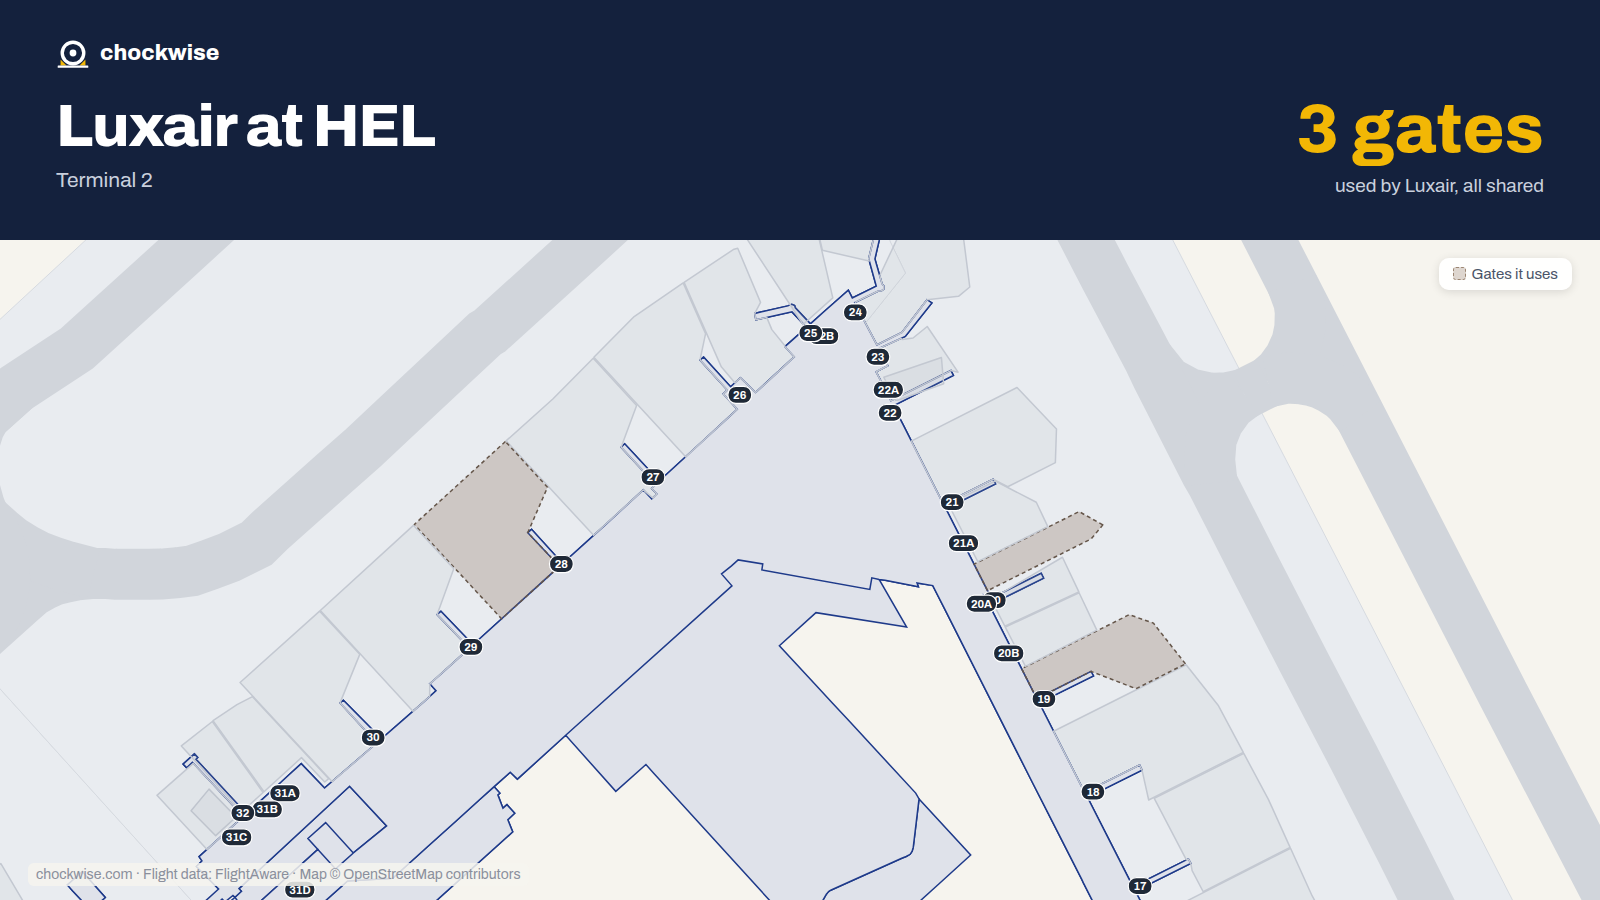 chockwise
Luxair at HEL
Terminal 2
3 gates
used by Luxair, all shared
Gates it uses
24
25
2B
23
22A
26
22
27
21
21A
28
20A
29
20B
19
30
18
31A
31B
32
31C
17
31D
chockwise.com · Flight data: FlightAware · Map © OpenStreetMap contributors